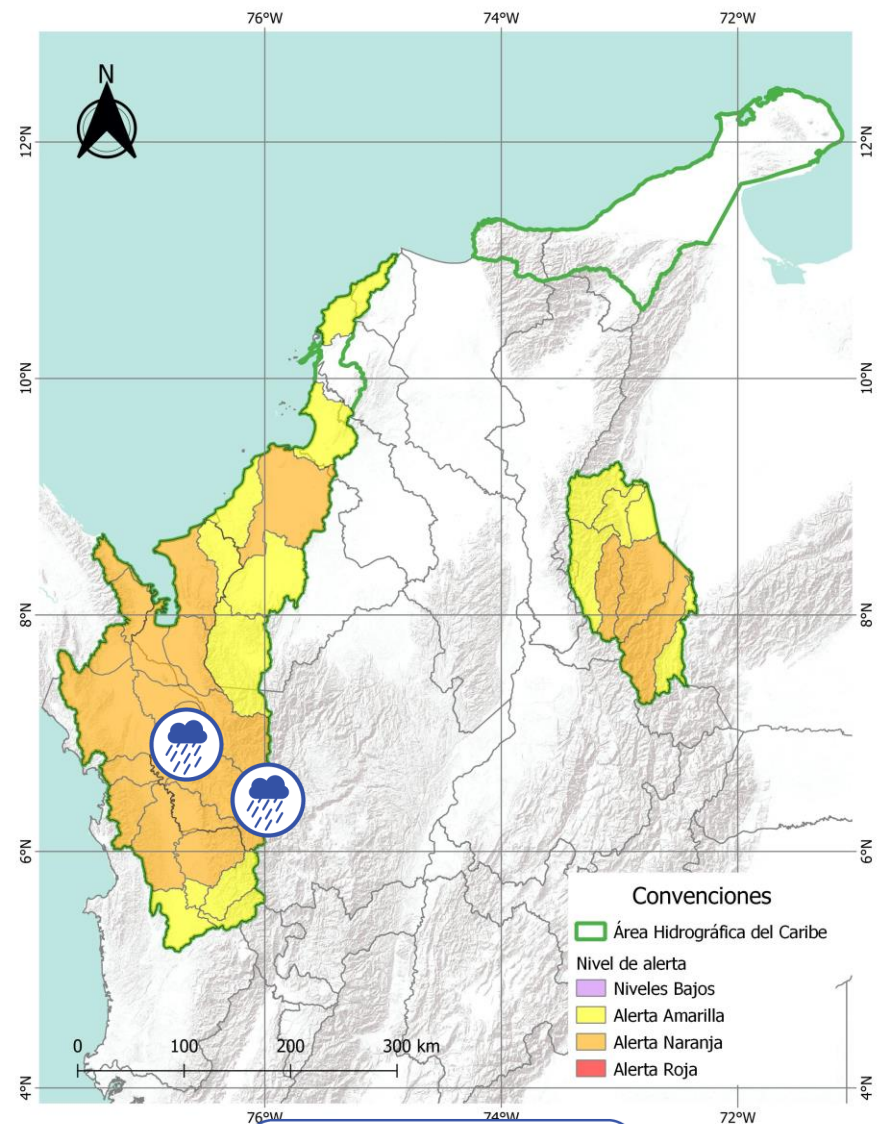 76°W 74°W 72°W
N
12°N 12°N
10°N 10°N
8°N 8°N
6°N 6°N
Convenciones
Área Hidrográfica del Caribe
Nivel de alerta
Niveles Bajos
Alerta Amarilla
Alerta Naranja
Alerta Roja
0 100 200 300 km
4°N 4°N
76°W 74°W 72°W